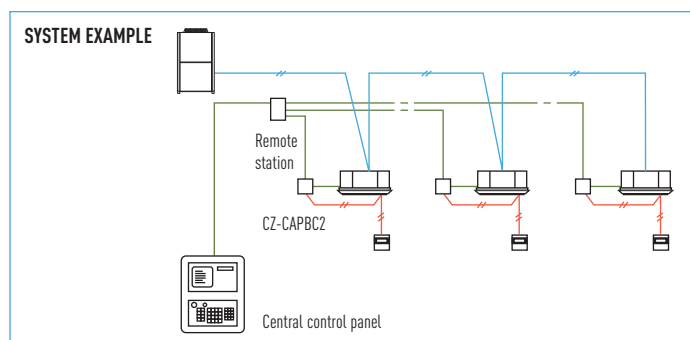 SYSTEM EXAMPLE
Remote
station
CZ-CAPBC2
Central control panel